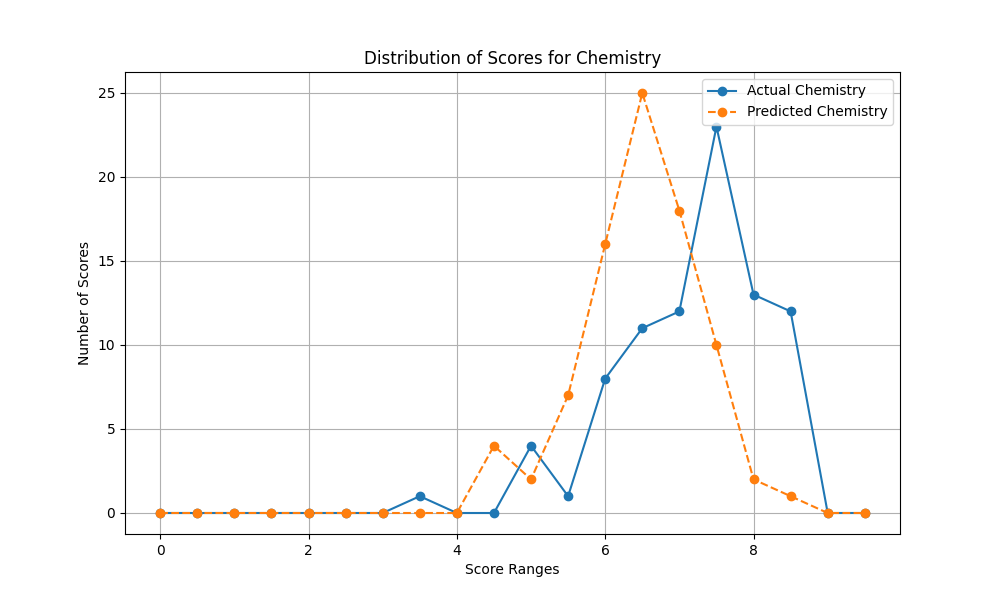 Distribution of Scores for Chemistry
Actual Chemistry
Predicted Chemistry
25
20
15
10
5
0
Number of Scores
0 2 4 6 8
Score Ranges